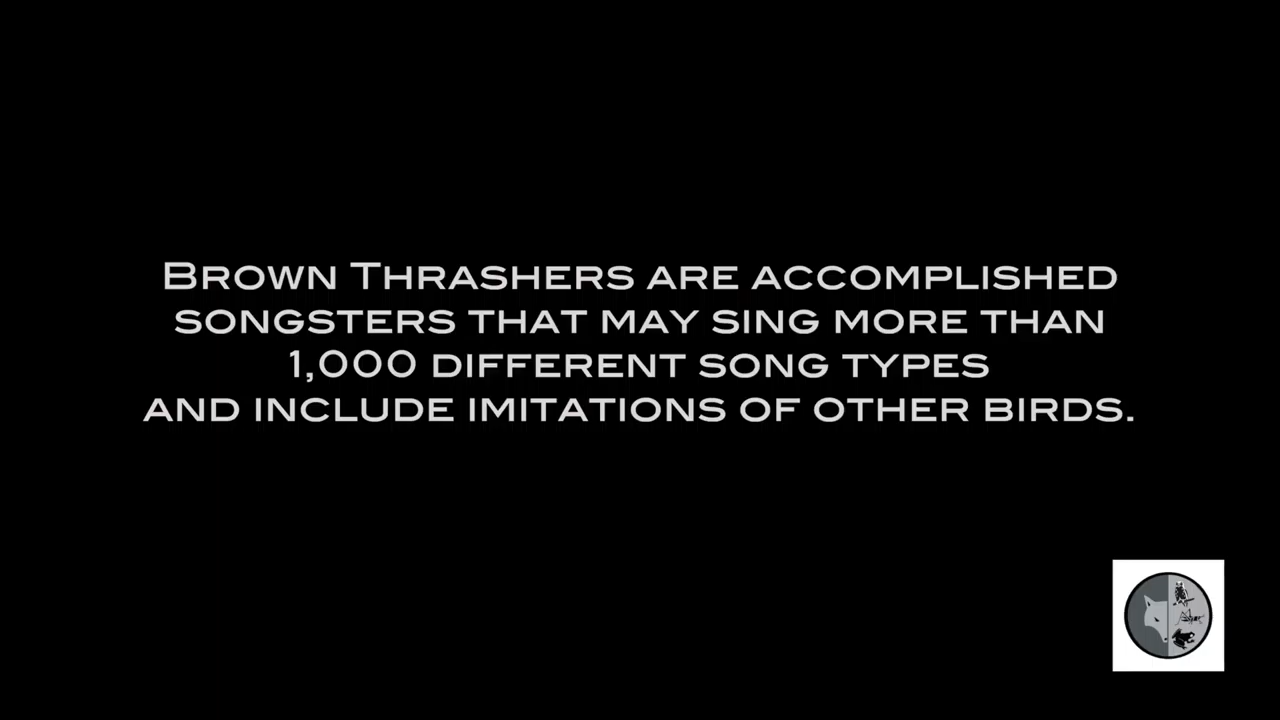 Brown Thrashers are accomplished
songsters that may sing more than
1,000 different song types
and include imitations of other birds.